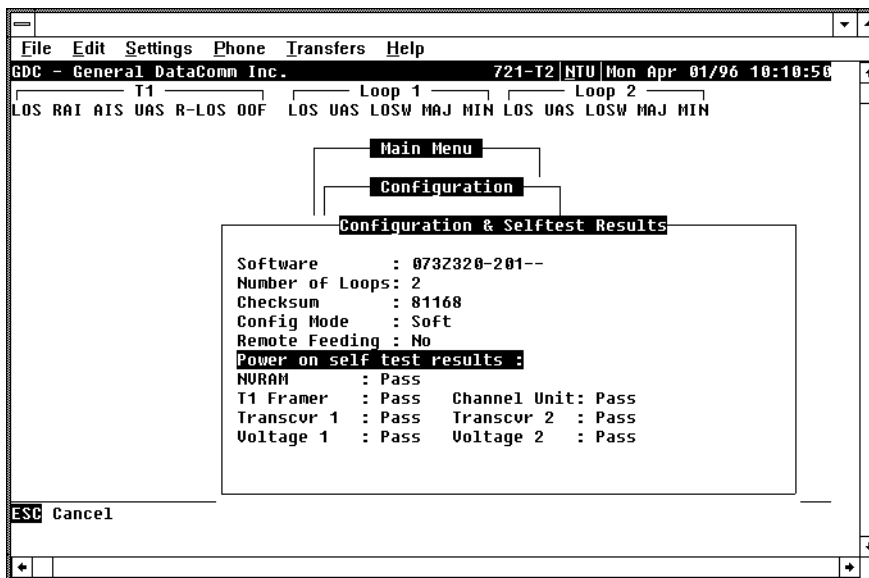 File Edit Settings Phone Transfers Help
GDC - General DataComm Inc. 721-T2 NTU Mon Apr 01/96 10:10:50
T1 Loop 1 Loop 2
LOS RAI AIS UAS R-LOS OOF LOS UAS LOSW MAJ MIN LOS UAS LOSW MAJ MIN
Main Menu
Configuration
Configuration & Selftest Results
Software : 073Z320-201--
Number of Loops: 2
Checksum : 81168
Config Mode : Soft
Remote Feeding : No
Power on self test results :
NVRAM : Pass
T1 Framer : Pass Channel Unit: Pass
Transcvr 1 : Pass Transcvr 2 : Pass
Voltage 1 : Pass Voltage 2 : Pass
ESC Cancel